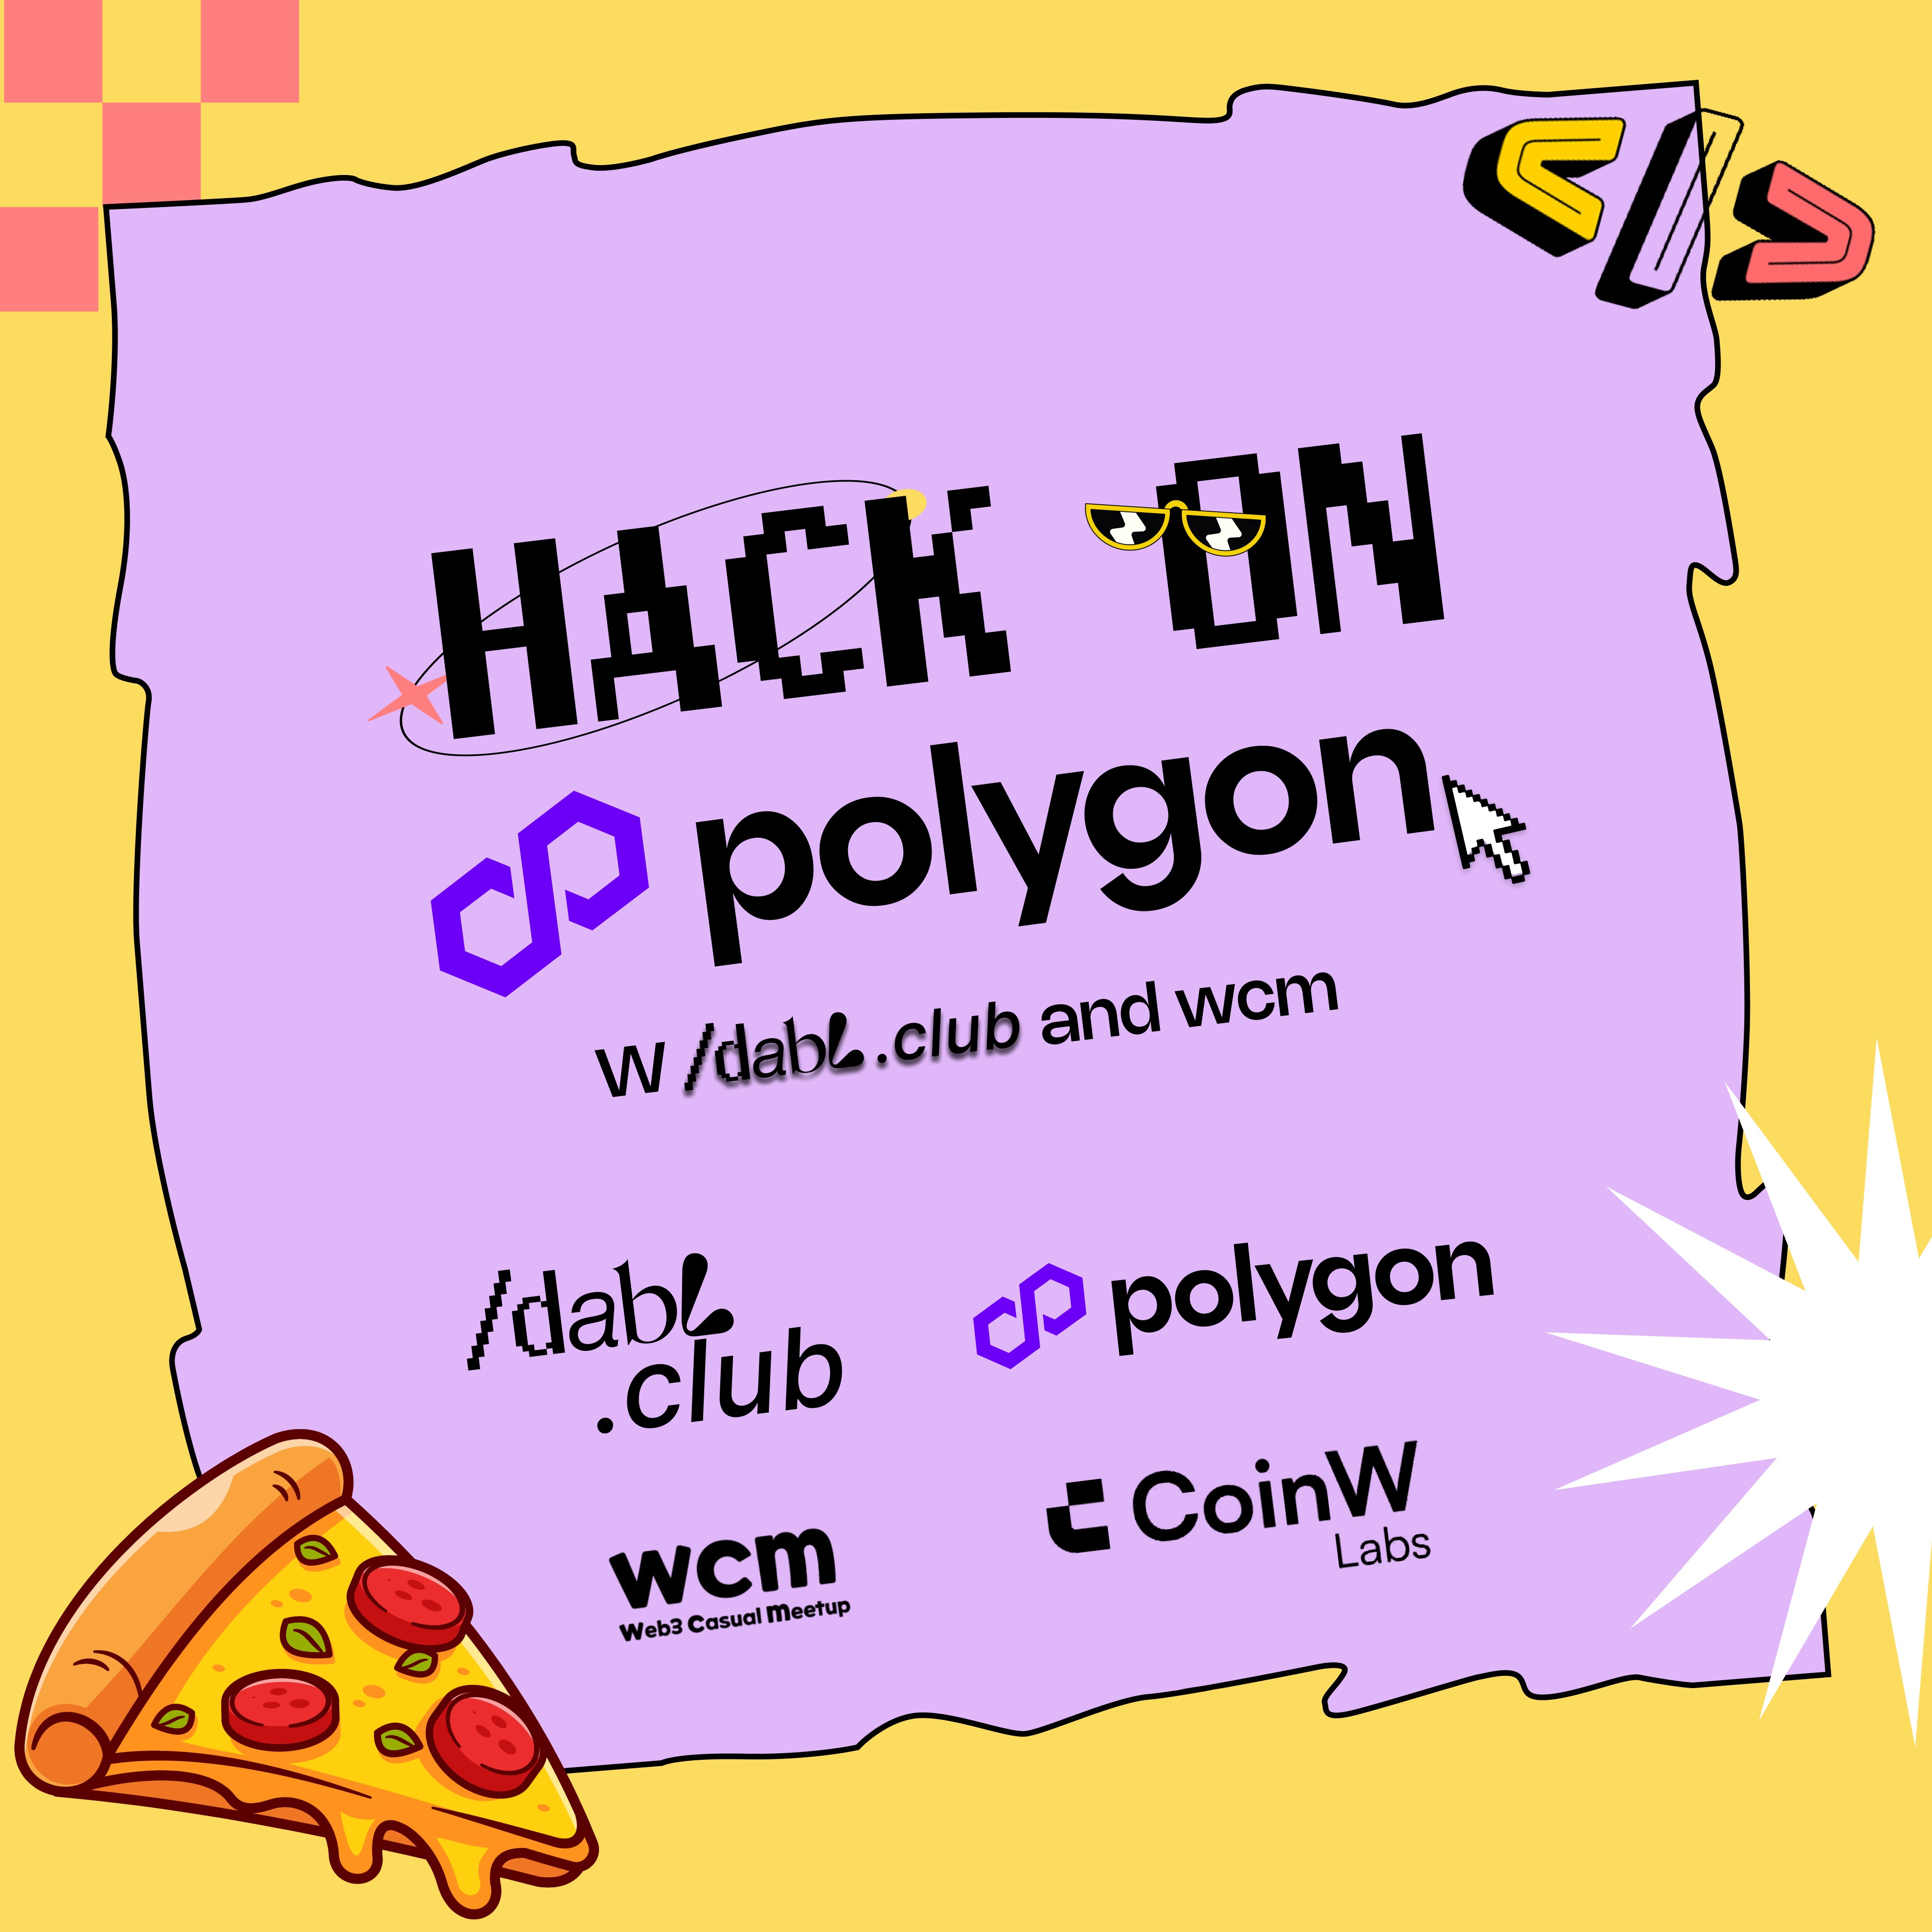 </>
HACK ON
polygon
w /dabl.club and wcm
/dabl
.club
polygon
CoinW
Labs
wcm
Web3 Casual Meetup